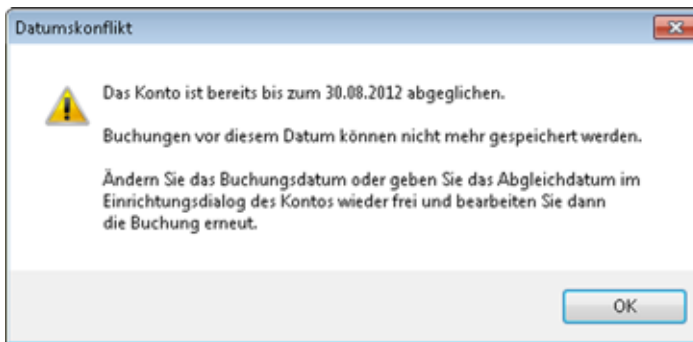 Datumskonflikt
Das Konto ist bereits bis zum 30.08.2012 abgeglichen.
Buchungen vor diesem Datum können nicht mehr gespeichert werden.
Ändern Sie das Buchungsdatum oder geben Sie das Abgleichdatum im
Einrichtungsdialog des Kontos wieder frei und bearbeiten Sie dann
die Buchung erneut.
OK